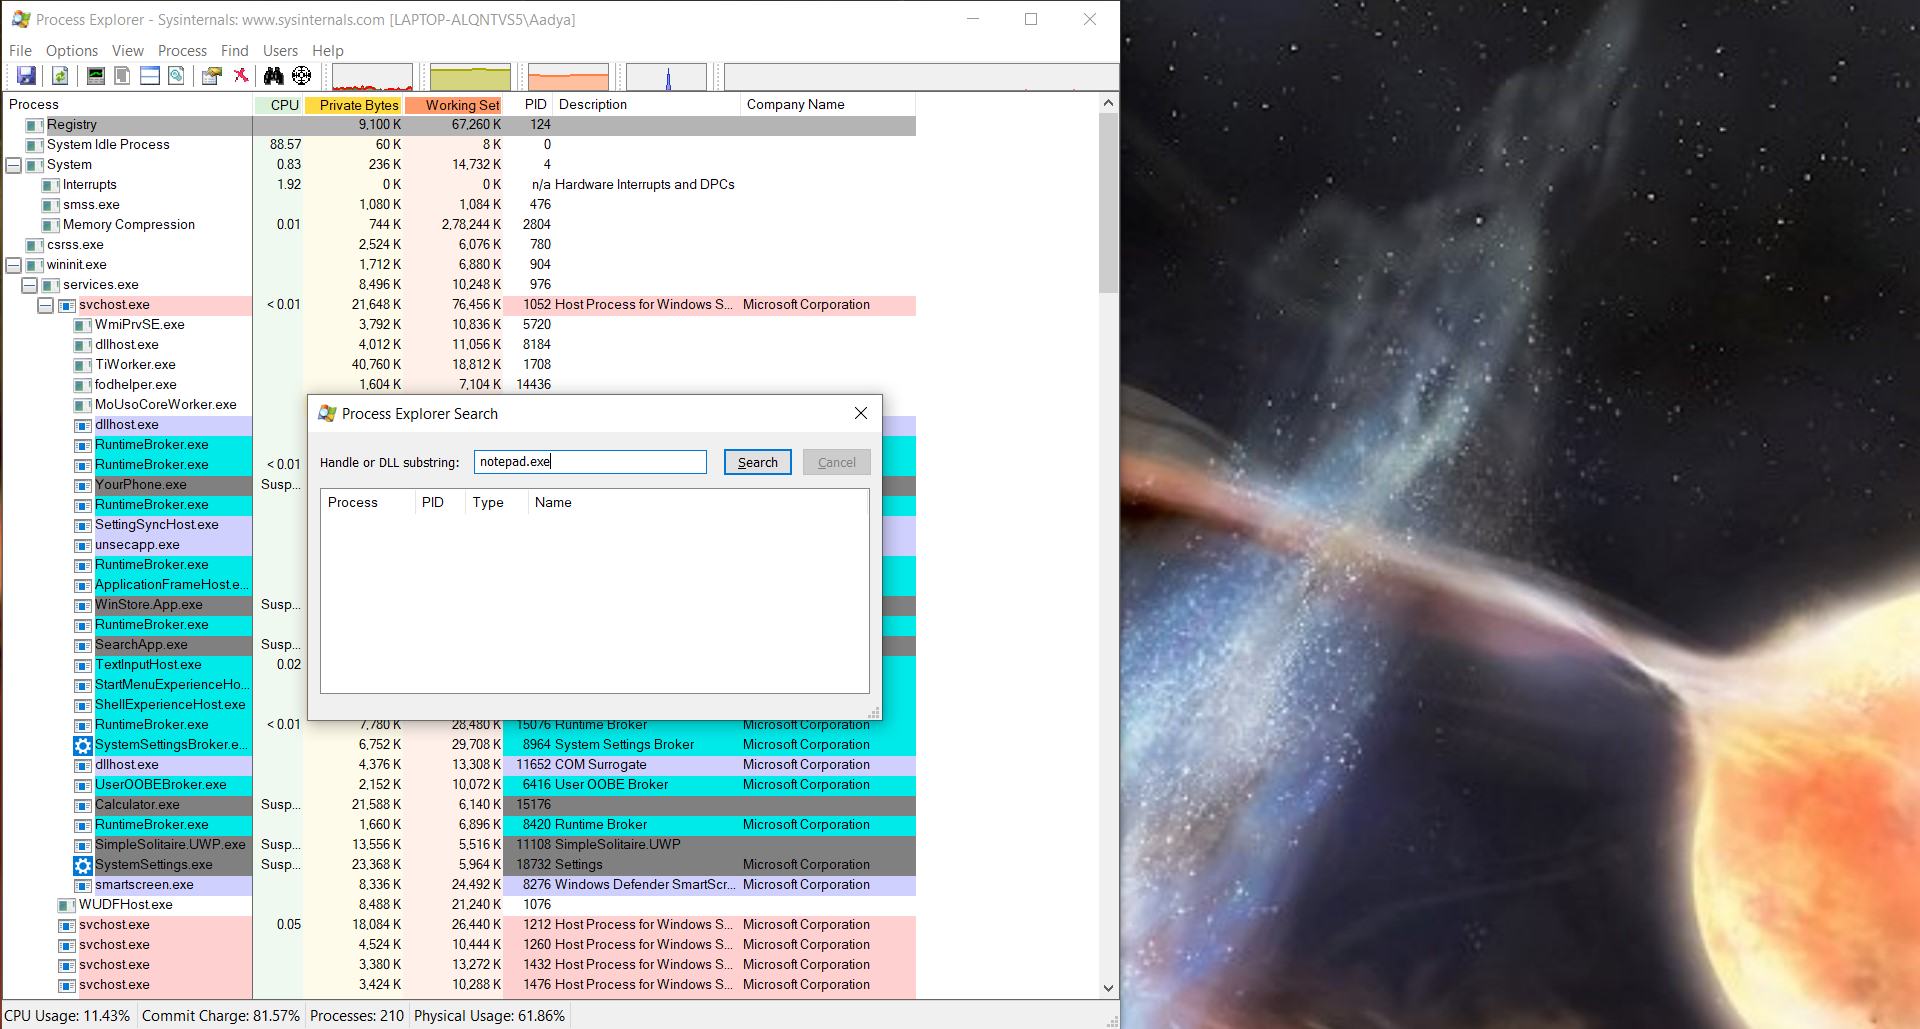 Process Explorer - Sysinternals: www.sysinternals.com [LAPTOP-ALQNTVS5\Aadya]
File Options View Process Find Users Help
Process CPU Private Bytes Working Set PID Description Company Name
Registry 9,100 K 67,260 K 124
System Idle Process 88.57 60 K 8 K 0
System 0.83 236 K 14,732 K 4
Interrupts 1.92 0 K 0 K n/a Hardware Interrupts and DPCs
smss.exe 1,080 K 1,084 K 476
Memory Compression 0.01 744 K 2,78,244 K 2804
csrss.exe 2,524 K 6,076 K 780
wininit.exe 1,712 K 6,880 K 904
services.exe 8,496 K 10,248 K 976
svchost.exe < 0.01 21,648 K 76,456 K 1052 Host Process for Windows S... Microsoft Corporation
WmiPrvSE.exe 3,792 K 10,836 K 5720
dllhost.exe 4,012 K 11,056 K 8184
TiWorker.exe 40,760 K 18,812 K 1708
fodhelper.exe 1,604 K 7,104 K 14436
MoUsoCoreWorker.exe
dllhost.exe
RuntimeBroker.exe
RuntimeBroker.exe < 0.01
YourPhone.exe Susp...
RuntimeBroker.exe
SettingSyncHost.exe
unsecapp.exe
RuntimeBroker.exe
ApplicationFrameHost.e...
WinStore.App.exe Susp...
RuntimeBroker.exe
SearchApp.exe Susp...
TextInputHost.exe 0.02
StartMenuExperienceHo...
ShellExperienceHost.exe
Process Explorer Search
Handle or DLL substring: notepad.exe Search Cancel
Process PID Type Name
RuntimeBroker.exe < 0.01 7,780 K 28,480 K 15076 Runtime Broker Microsoft Corporation
SystemSettingsBroker.e... 6,752 K 29,708 K 8964 System Settings Broker Microsoft Corporation
dllhost.exe 4,376 K 13,308 K 11652 COM Surrogate Microsoft Corporation
UserOOBEBroker.exe 2,152 K 10,072 K 6416 User OOBE Broker Microsoft Corporation
Calculator.exe Susp... 21,588 K 6,140 K 15176
RuntimeBroker.exe 1,660 K 6,896 K 8420 Runtime Broker Microsoft Corporation
SimpleSolitaire.UWP.exe Susp... 13,556 K 5,516 K 11108 SimpleSolitaire.UWP
SystemSettings.exe Susp... 23,368 K 5,964 K 18732 Settings Microsoft Corporation
smartscreen.exe 8,336 K 24,492 K 8276 Windows Defender SmartScr... Microsoft Corporation
WUDFHost.exe 8,488 K 21,240 K 1076
svchost.exe 0.05 18,084 K 26,440 K 1212 Host Process for Windows S... Microsoft Corporation
svchost.exe 4,524 K 10,444 K 1260 Host Process for Windows S... Microsoft Corporation
svchost.exe 3,380 K 13,272 K 1432 Host Process for Windows S... Microsoft Corporation
svchost.exe 3,424 K 10,288 K 1476 Host Process for Windows S... Microsoft Corporation
CPU Usage: 11.43% Commit Charge: 81.57% Processes: 210 Physical Usage: 61.86%